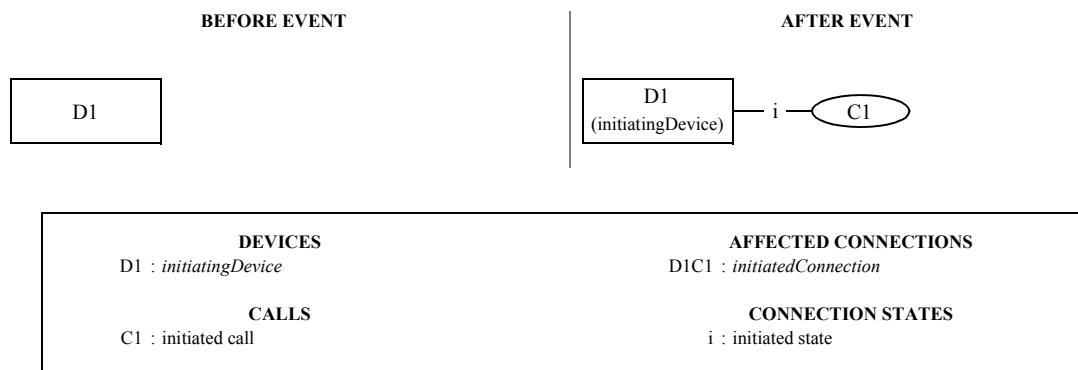 BEFORE EVENT
AFTER EVENT
D1
D1
(initiatingDevice)
i
C1
DEVICES
D1 : initiatingDevice
AFFECTED CONNECTIONS
D1C1 : initiatedConnection
CALLS
C1 : initiated call
CONNECTION STATES
i : initiated state